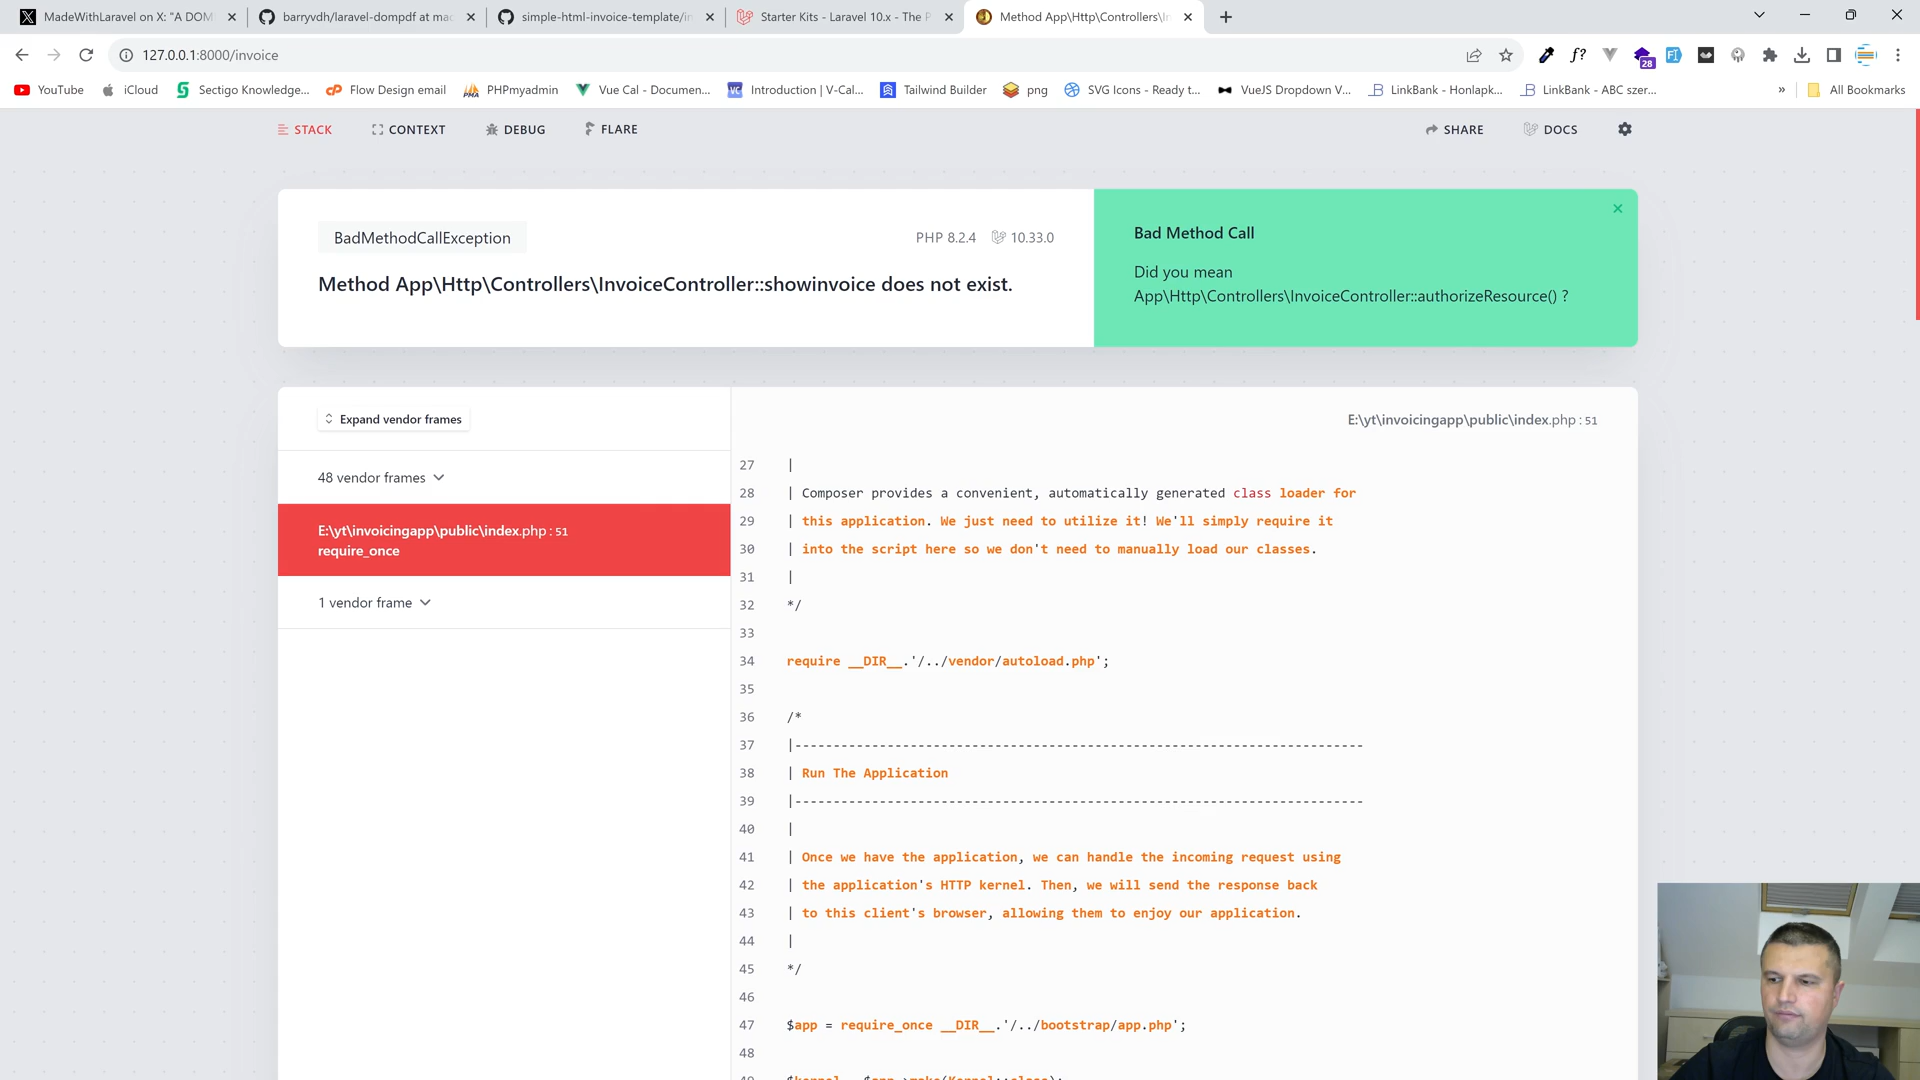 MadeWithLaravel on X: "A DOM
barryvdh/laravel-dompdf at mac
simple-html-invoice-template/in
Starter Kits - Laravel 10.x - The P
Method App\Http\Controllers\In
127.0.0.1:8000/invoice
28
YouTube
iCloud
Sectigo Knowledge...
Flow Design email
PHPmyadmin
Vue Cal - Documen...
Introduction | V-Cal...
Tailwind Builder
png
SVG Icons - Ready t...
VueJS Dropdown V...
LinkBank - Honlapk...
LinkBank - ABC szer...
»
All Bookmarks
STACK
CONTEXT
DEBUG
FLARE
SHARE
DOCS
BadMethodCallException
PHP 8.2.4
10.33.0
Method App\Http\Controllers\InvoiceController::showinvoice does not exist.
Bad Method Call
Did you mean
App\Http\Controllers\InvoiceController::authorizeResource() ?
Expand vendor frames
48 vendor frames
E:\yt\invoicingapp\public\index.php : 51
require_once
1 vendor frame
E:\yt\invoicingapp\public\index.php : 51
27 |
28 | Composer provides a convenient, automatically generated class loader for
29 | this application. We just need to utilize it! We'll simply require it
30 | into the script here so we don't need to manually load our classes.
31 |
32 */
33
34 require __DIR__.'/../vendor/autoload.php';
35
36 /*
37 |--------------------------------------------------------------------------
38 | Run The Application
39 |--------------------------------------------------------------------------
40 |
41 | Once we have the application, we can handle the incoming request using
42 | the application's HTTP kernel. Then, we will send the response back
43 | to this client's browser, allowing them to enjoy our application.
44 |
45 */
46
47 $app = require_once __DIR__.'/../bootstrap/app.php';
48
49 $kernel = $app->make(Kernel::class);